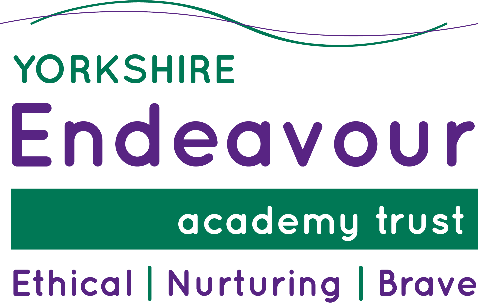 YORKSHIRE
Endeavour
academy trust
Ethical | Nurturing | Brave